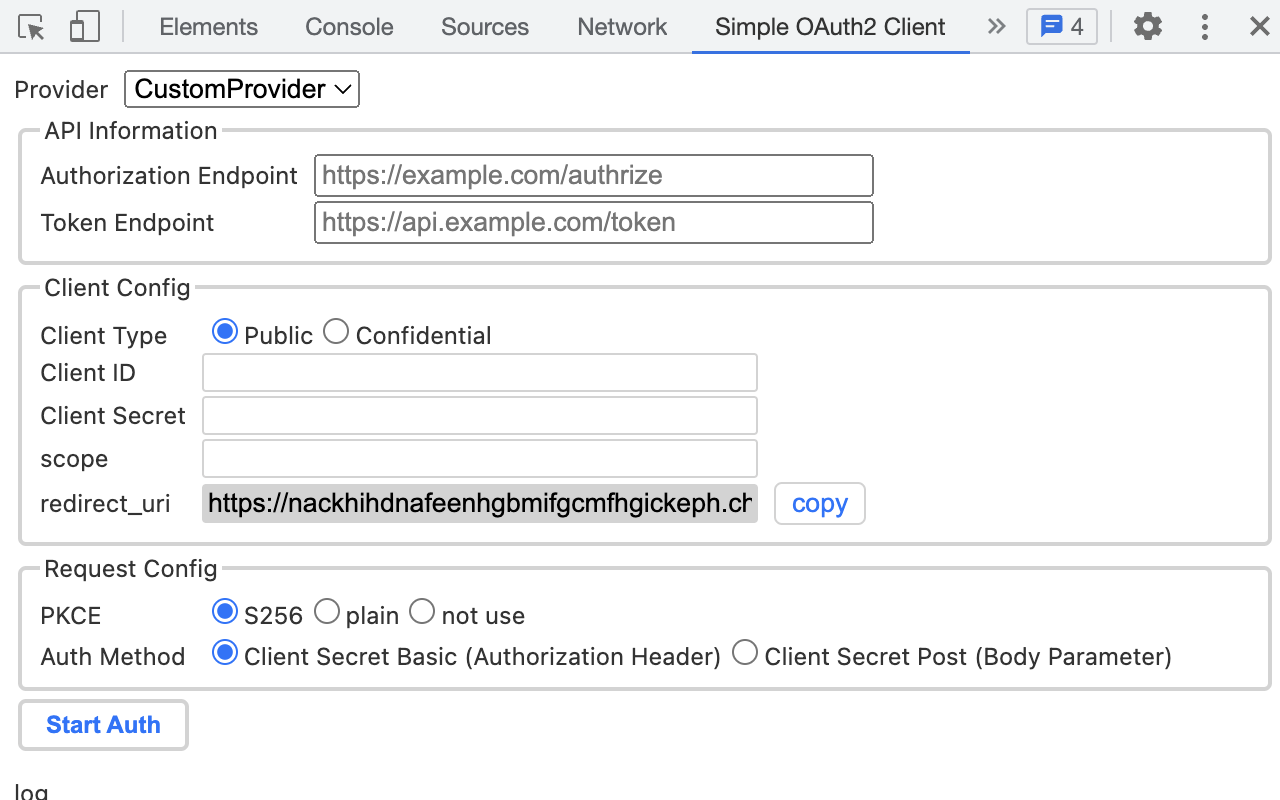 Elements Console Sources Network Simple OAuth2 Client » 4
Provider CustomProvider
API Information
Authorization Endpoint https://example.com/authrize
Token Endpoint https://api.example.com/token
Client Config
Client Type Public Confidential
Client ID
Client Secret
scope
redirect_uri https://nackhihdnafeenhgbmifgcmfhgickeph.ch copy
Request Config
PKCE S256 plain not use
Auth Method Client Secret Basic (Authorization Header) Client Secret Post (Body Parameter)
Start Auth
log